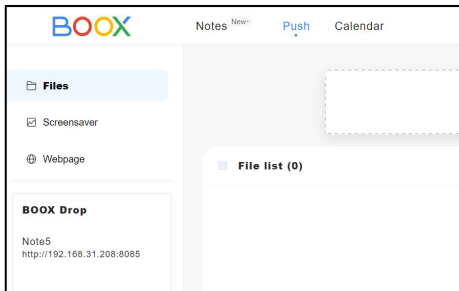 BOOX
Notes New+ Push Calendar
Files
Screensaver
Webpage
File list (0)
BOOX Drop
Note5
http://192.168.31.208:8085